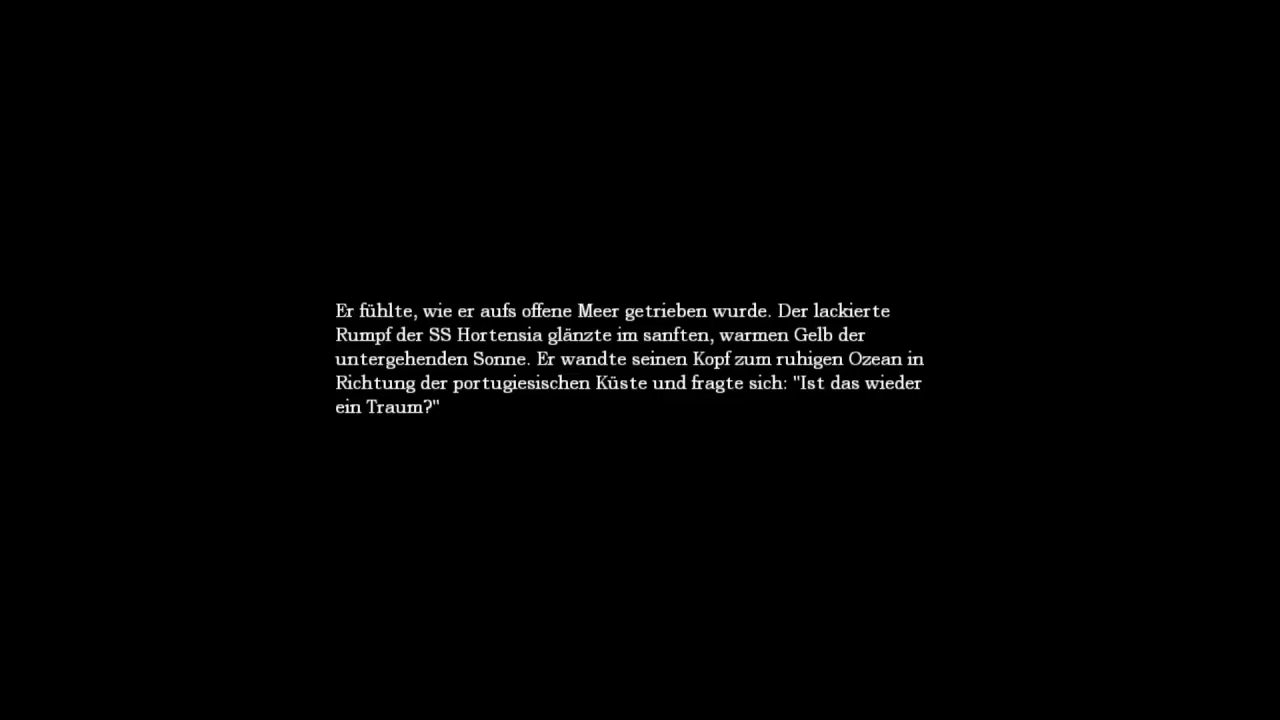 Er fühlte, wie er aufs offene Meer getrieben wurde. Der lackierte
Rumpf der SS Hortensia glänzte im sanften, warmen Gelb der
untergehenden Sonne. Er wandte seinen Kopf zum ruhigen Ozean in
Richtung der portugiesischen Küste und fragte sich: "Ist das wieder
ein Traum?"